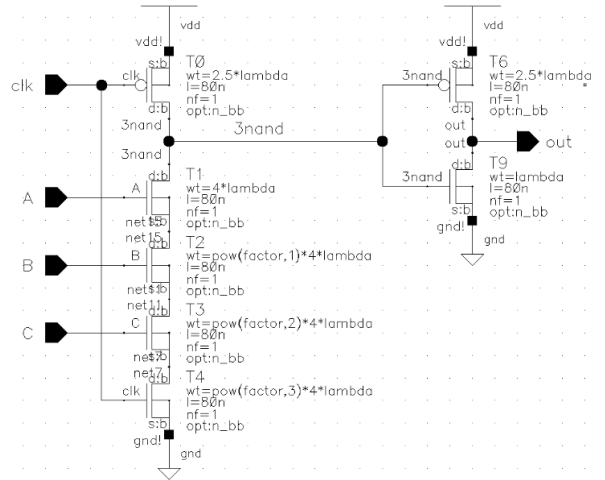 vdd
vdd
vdd!
vdd!
s:b
T0
s:b
T6
clk
clk
wt=2.5*lambda
3nand
wt=2.5*lambda
l=80n
l=80n
nf=1
nf=1
d:b
opt:n_bb
d:b
opt:n_bb
3nand
3nand
out
3nand
out
out
d:b
T1
3nand
d:b
T9
A
A
wt=4*lambda
wt=lambda
l=80n
l=80n
s:b
nf=1
nf=1
net15
opt:n_bb
gnd!
opt:n_bb
net15
T2
gnd
B
B
wt=pow(factor,1)*4*lambda
l=80n
nf=1
net11
opt:n_bb
net11
d:b
T3
C
C
wt=pow(factor,2)*4*lambda
l=80n
nf=1
net7
opt:n_bb
net7
d:b
T4
clk
wt=pow(factor,3)*4*lambda
l=80n
s:b
nf=1
gnd!
opt:n_bb
gnd